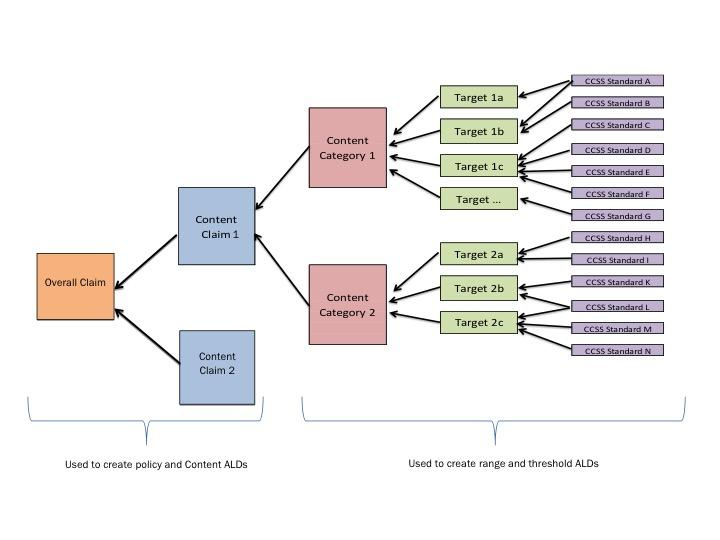 Overall Claim
Content
Claim 1
Content
Claim 2
Content
Category 1
Content
Category 2
Target 1a
Target 1b
Target 1c
Target ...
Target 2a
Target 2b
Target 2c
CCSS Standard A
CCSS Standard B
CCSS Standard C
CCSS Standard D
CCSS Standard E
CCSS Standard F
CCSS Standard G
CCSS Standard H
CCSS Standard I
CCSS Standard K
CCSS Standard L
CCSS Standard M
CCSS Standard N
Used to create policy and Content ALDs
Used to create range and threshold ALDs